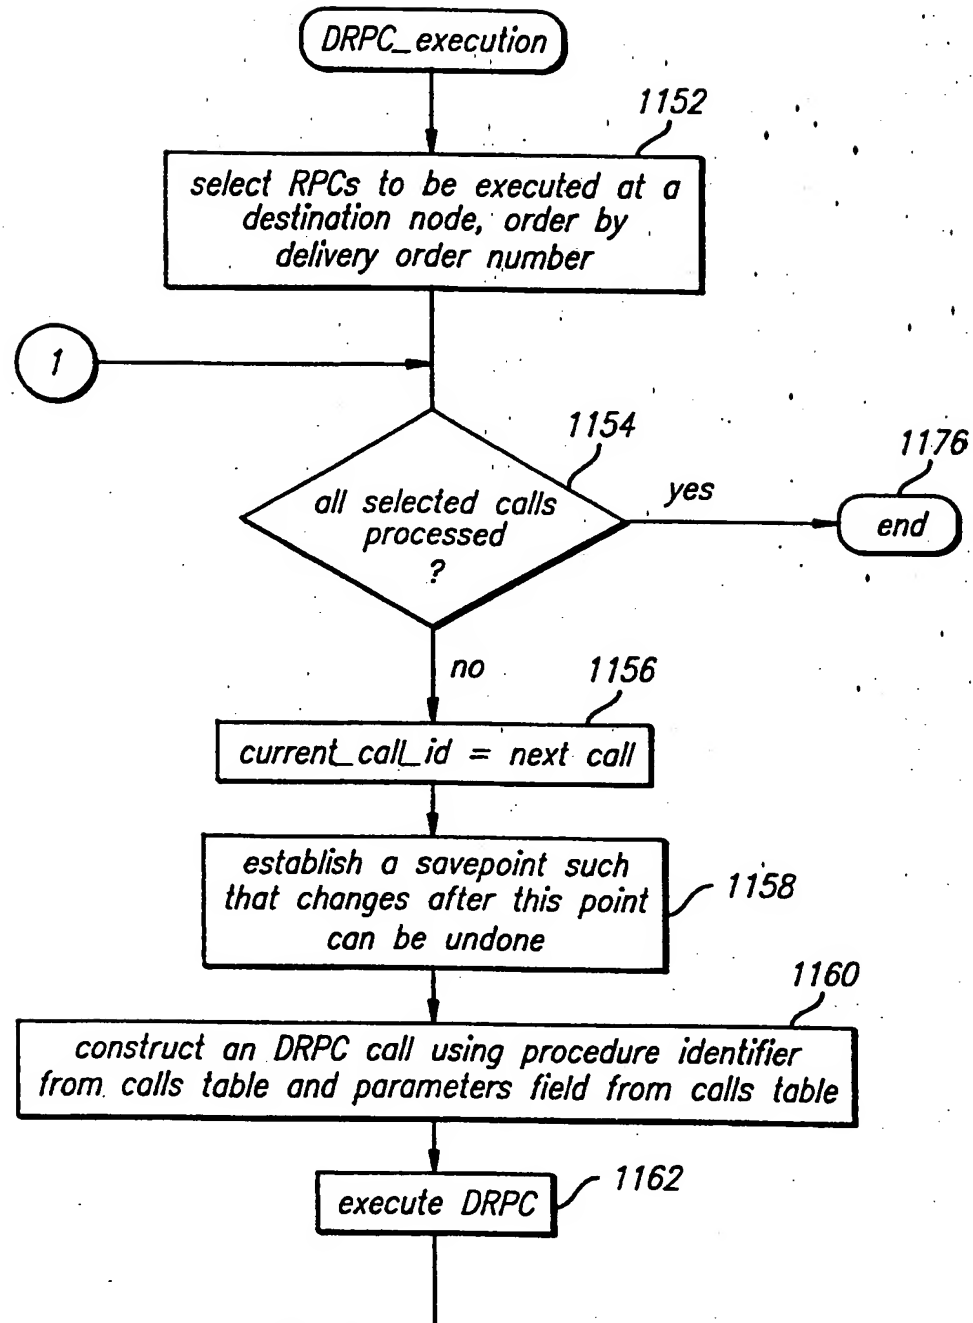 DRPC_execution
1152
select RPCs to be executed at a
destination node, order by
delivery order number
1
1154
all selected calls
processed
?
yes
1176
end
no
1156
current_call_id = next call
establish a savepoint such
that changes after this point
can be undone
1158
1160
construct an DRPC call using procedure identifier
from calls table and parameters field from calls table
execute DRPC
1162